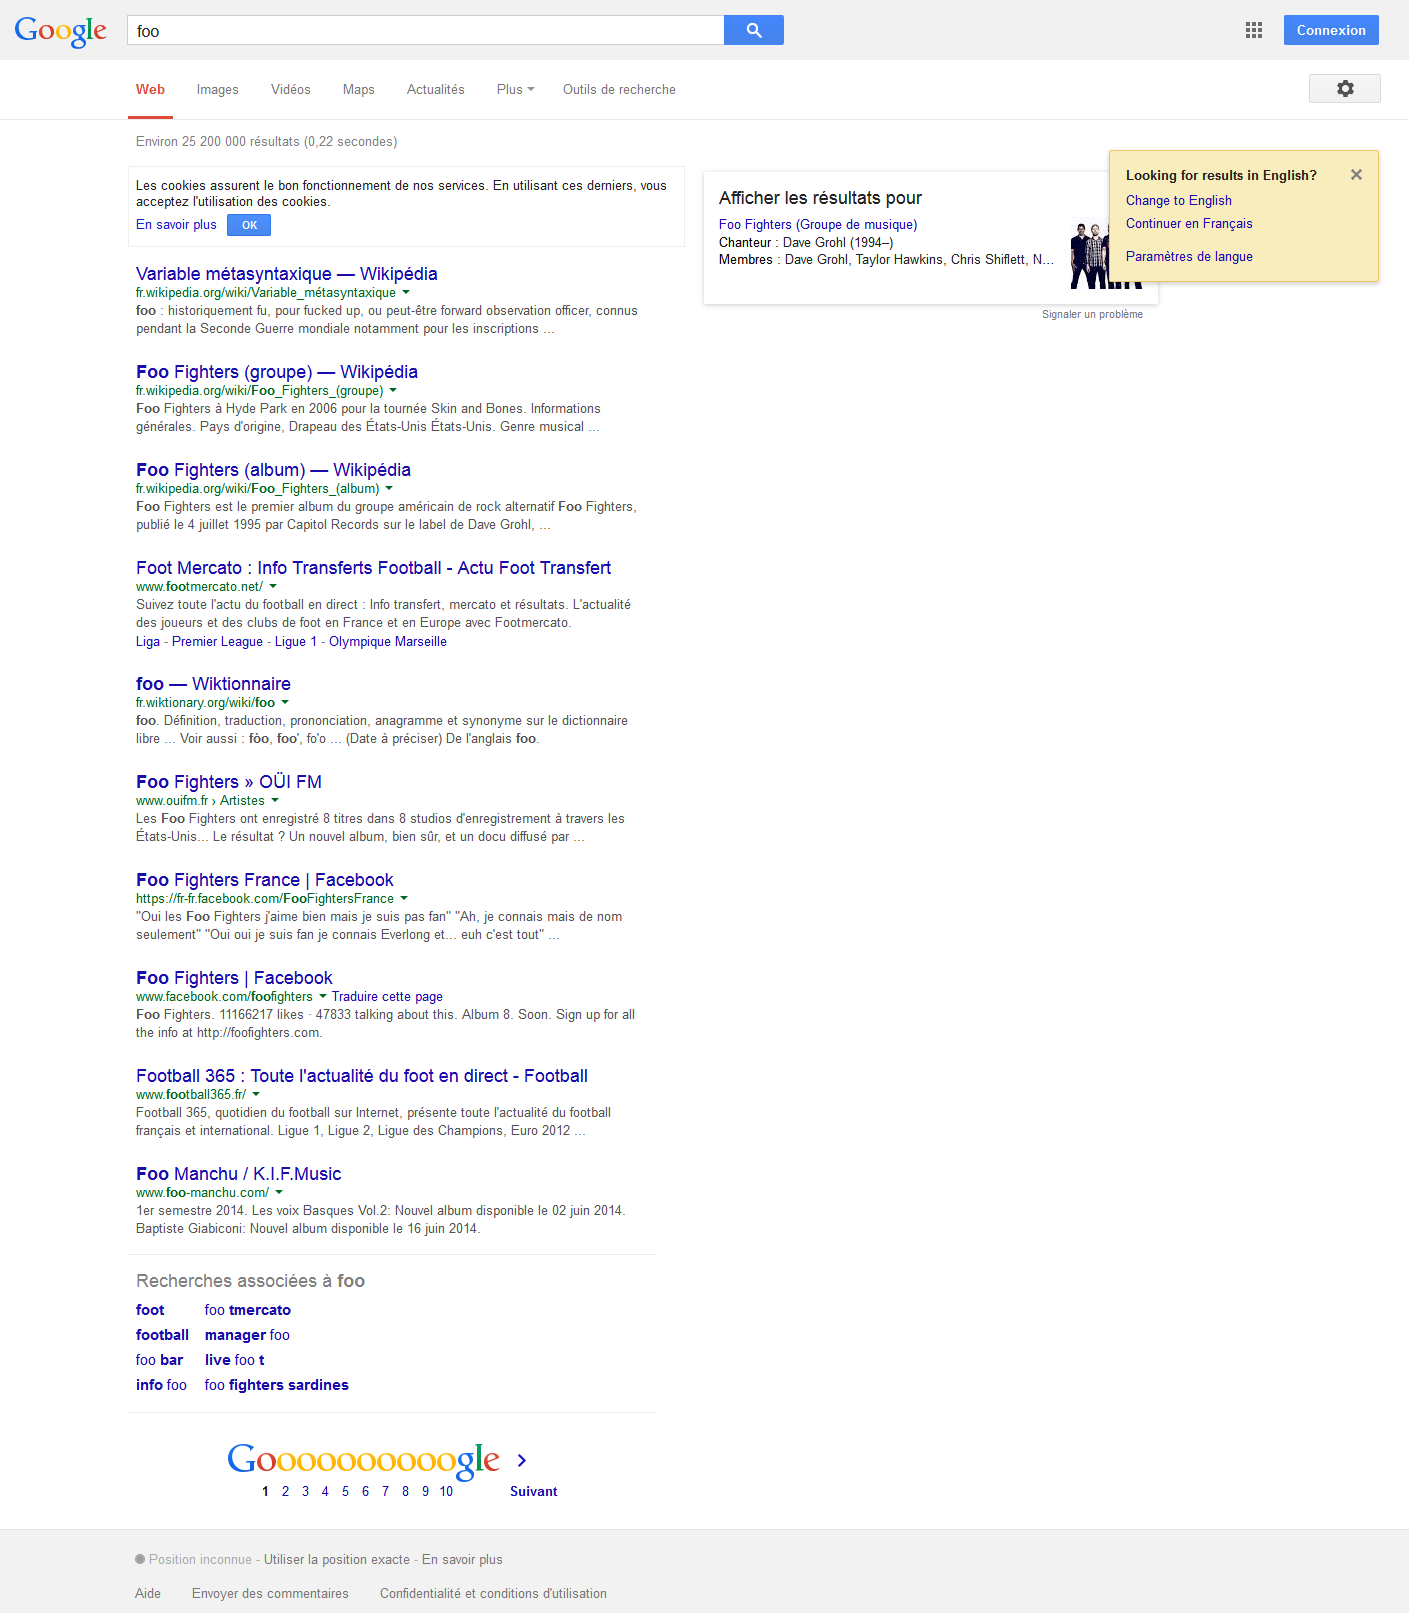 Google
foo
Connexion
Web Images Vidéos Maps Actualités Plus Outils de recherche
Environ 25 200 000 résultats (0,22 secondes)
Les cookies assurent le bon fonctionnement de nos services. En utilisant ces derniers, vous
acceptez l'utilisation des cookies.
En savoir plus OK
Variable métasyntaxique — Wikipédia
fr.wikipedia.org/wiki/Variable_métasyntaxique
foo : historiquement fu, pour fucked up, ou peut-être forward observation officer, connus
pendant la Seconde Guerre mondiale notamment pour les inscriptions ...
Foo Fighters (groupe) — Wikipédia
fr.wikipedia.org/wiki/Foo_Fighters_(groupe)
Foo Fighters à Hyde Park en 2006 pour la tournée Skin and Bones. Informations
générales. Pays d'origine, Drapeau des États-Unis États-Unis. Genre musical ...
Foo Fighters (album) — Wikipédia
fr.wikipedia.org/wiki/Foo_Fighters_(album)
Foo Fighters est le premier album du groupe américain de rock alternatif Foo Fighters,
publié le 4 juillet 1995 par Capitol Records sur le label de Dave Grohl, ...
Foot Mercato : Info Transferts Football - Actu Foot Transfert
www.footmercato.net/
Suivez toute l'actu du football en direct : Info transfert, mercato et résultats. L'actualité
des joueurs et des clubs de foot en France et en Europe avec Footmercato.
Liga - Premier League - Ligue 1 - Olympique Marseille
foo — Wiktionnaire
fr.wiktionary.org/wiki/foo
foo. Définition, traduction, prononciation, anagramme et synonyme sur le dictionnaire
libre ... Voir aussi : fòo, foo', fo'o ... (Date à préciser) De l'anglais foo.
Foo Fighters » OÜI FM
www.ouifm.fr › Artistes
Les Foo Fighters ont enregistré 8 titres dans 8 studios d'enregistrement à travers les
États-Unis... Le résultat ? Un nouvel album, bien sûr, et un docu diffusé par ...
Foo Fighters France | Facebook
https://fr-fr.facebook.com/FooFightersFrance
"Oui les Foo Fighters j'aime bien mais je suis pas fan" "Ah, je connais mais de nom
seulement" "Oui oui je suis fan je connais Everlong et... euh c'est tout" ...
Foo Fighters | Facebook
www.facebook.com/foofighters Traduire cette page
Foo Fighters. 11166217 likes · 47833 talking about this. Album 8. Soon. Sign up for all
the info at http://foofighters.com.
Football 365 : Toute l'actualité du foot en direct - Football
www.football365.fr/
Football 365, quotidien du football sur Internet, présente toute l'actualité du football
français et international. Ligue 1, Ligue 2, Ligue des Champions, Euro 2012 ...
Foo Manchu / K.I.F.Music
www.foo-manchu.com/
1er semestre 2014. Les voix Basques Vol.2: Nouvel album disponible le 02 juin 2014.
Baptiste Giabiconi: Nouvel album disponible le 16 juin 2014.
Afficher les résultats pour
Foo Fighters (Groupe de musique)
Chanteur : Dave Grohl (1994–)
Membres : Dave Grohl, Taylor Hawkins, Chris Shiflett, N...
Signaler un problème
Looking for results in English?
Change to English
Continuer en Français
Paramètres de langue
Recherches associées à foo
foot foo tmercato
football manager foo
foo bar live foo t
info foo foo fighters sardines
Goooooooooogle
1 2 3 4 5 6 7 8 9 10 Suivant
Position inconnue - Utiliser la position exacte - En savoir plus
Aide Envoyer des commentaires Confidentialité et conditions d'utilisation